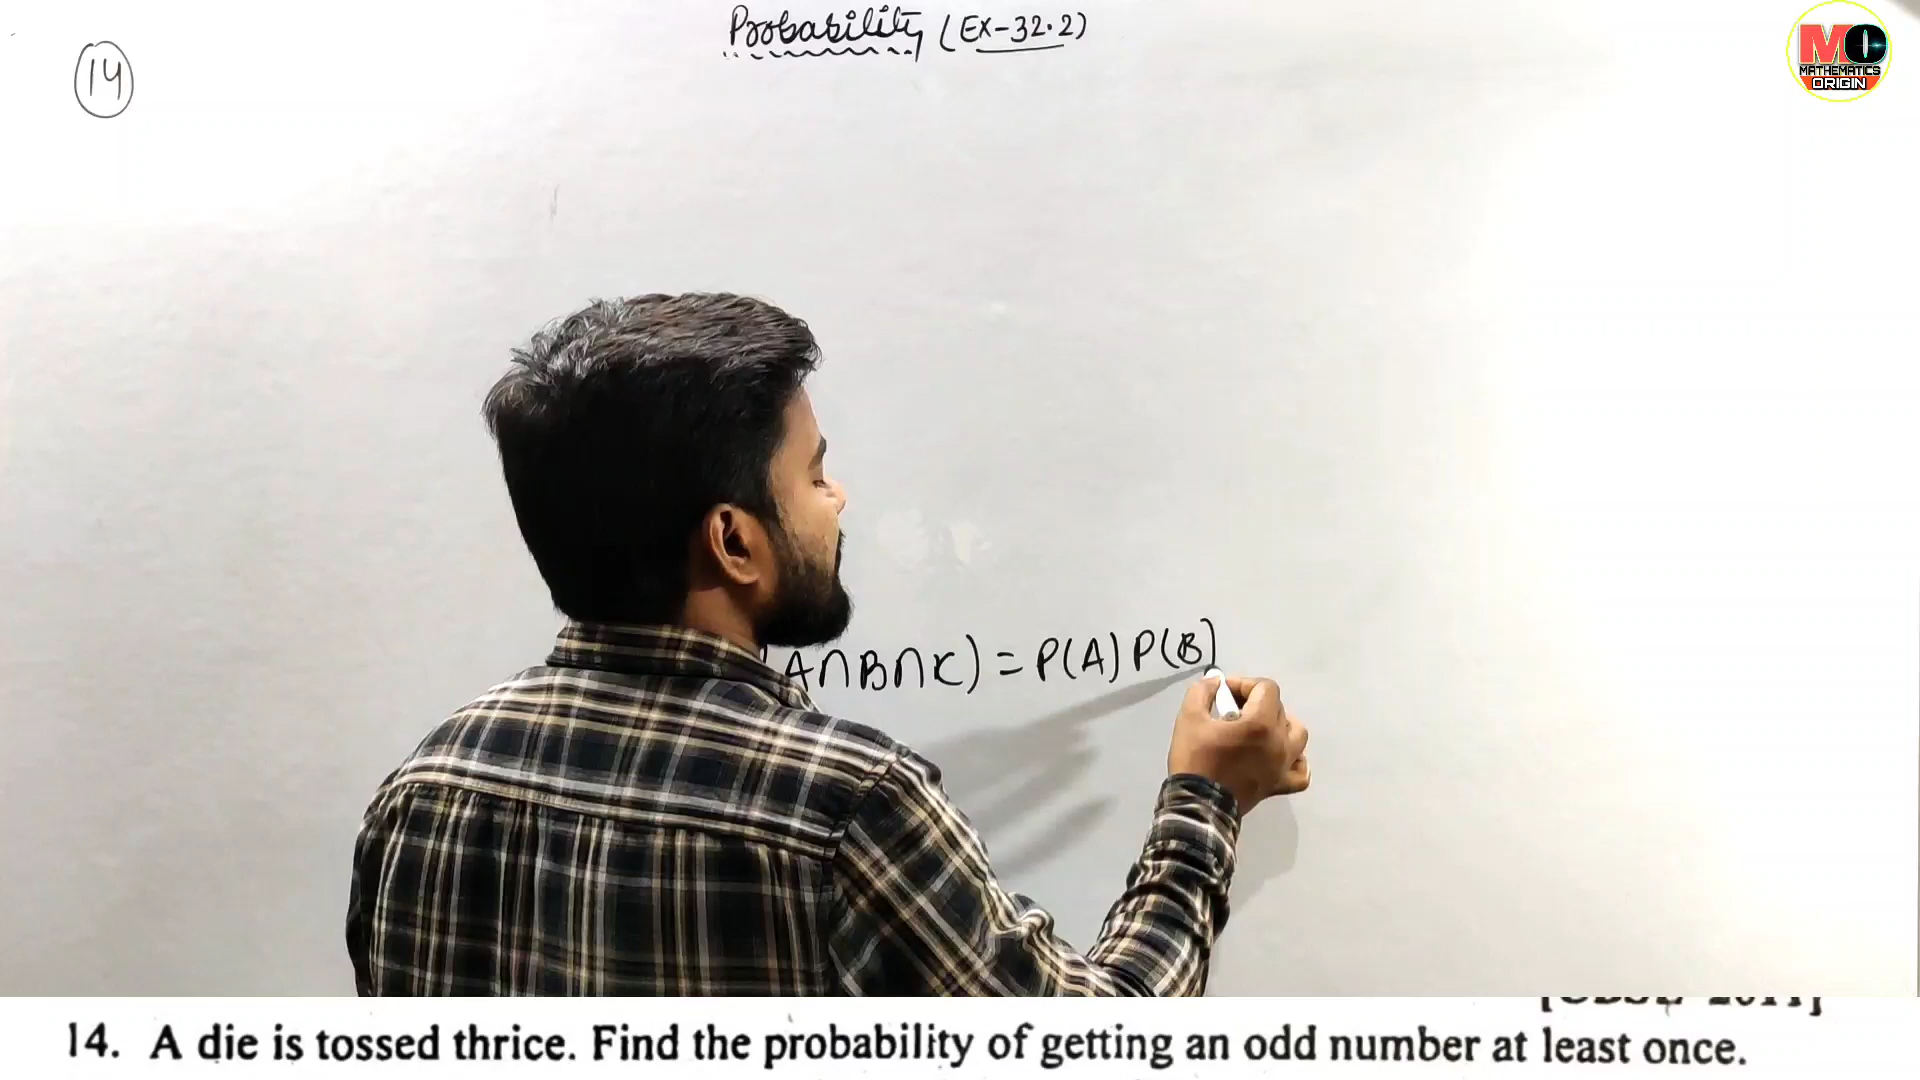 Probability (EX-32.2)
14
MO
MATHEMATICS
ORIGIN
A∩B∩C) = P(A) P(B)
14. A die is tossed thrice. Find the probability of getting an odd number at least once.